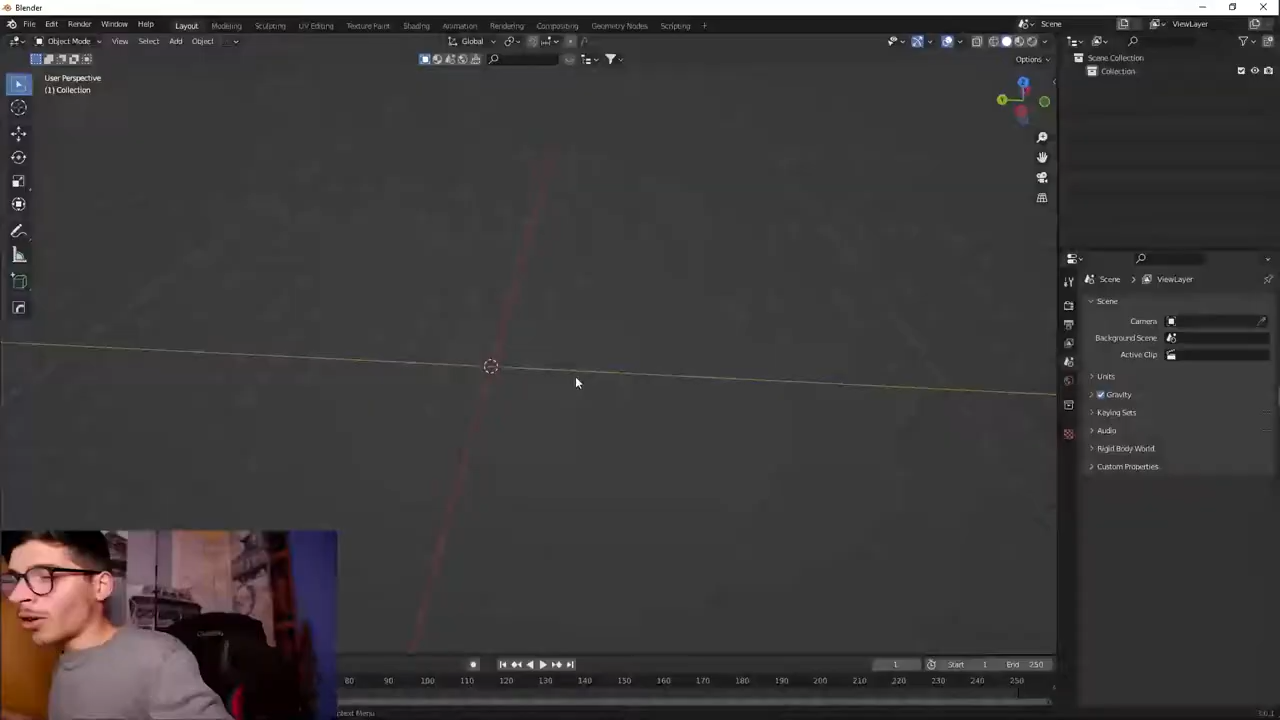 Blender
File Edit Render Window Help Layout Modeling Sculpting UV Editing Texture Paint Shading Animation Rendering Compositing Geometry Nodes Scripting + Scene ViewLayer
Object Mode View Select Add Object Global
Options
User Perspective
(1) Collection
Scene Collection
Collection
Scene > ViewLayer
Scene
Camera
Background Scene
Active Clip
Units
Gravity
Keying Sets
Audio
Rigid Body World
Custom Properties
1 Start 1 End 250
80 90 100 110 120 130 140 150 160 170 180 190 200 210 220 230 240 250